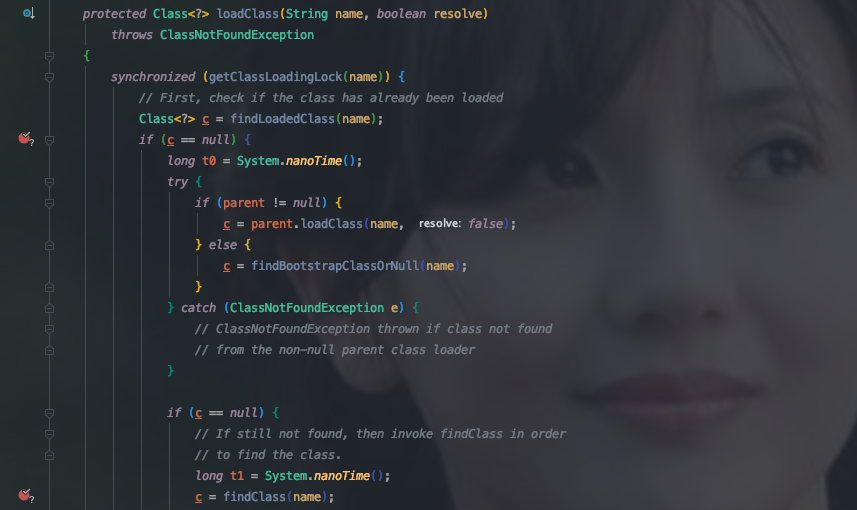 protected Class<?> loadClass(String name, boolean resolve)
throws ClassNotFoundException
{
synchronized (getClassLoadingLock(name)) {
// First, check if the class has already been loaded
Class<?> c = findLoadedClass(name);
if (c == null) {
long t0 = System.nanoTime();
try {
if (parent != null) {
c = parent.loadClass(name, resolve: false);
} else {
c = findBootstrapClassOrNull(name);
}
} catch (ClassNotFoundException e) {
// ClassNotFoundException thrown if class not found
// from the non-null parent class loader
}
if (c == null) {
// If still not found, then invoke findClass in order
// to find the class.
long t1 = System.nanoTime();
c = findClass(name);